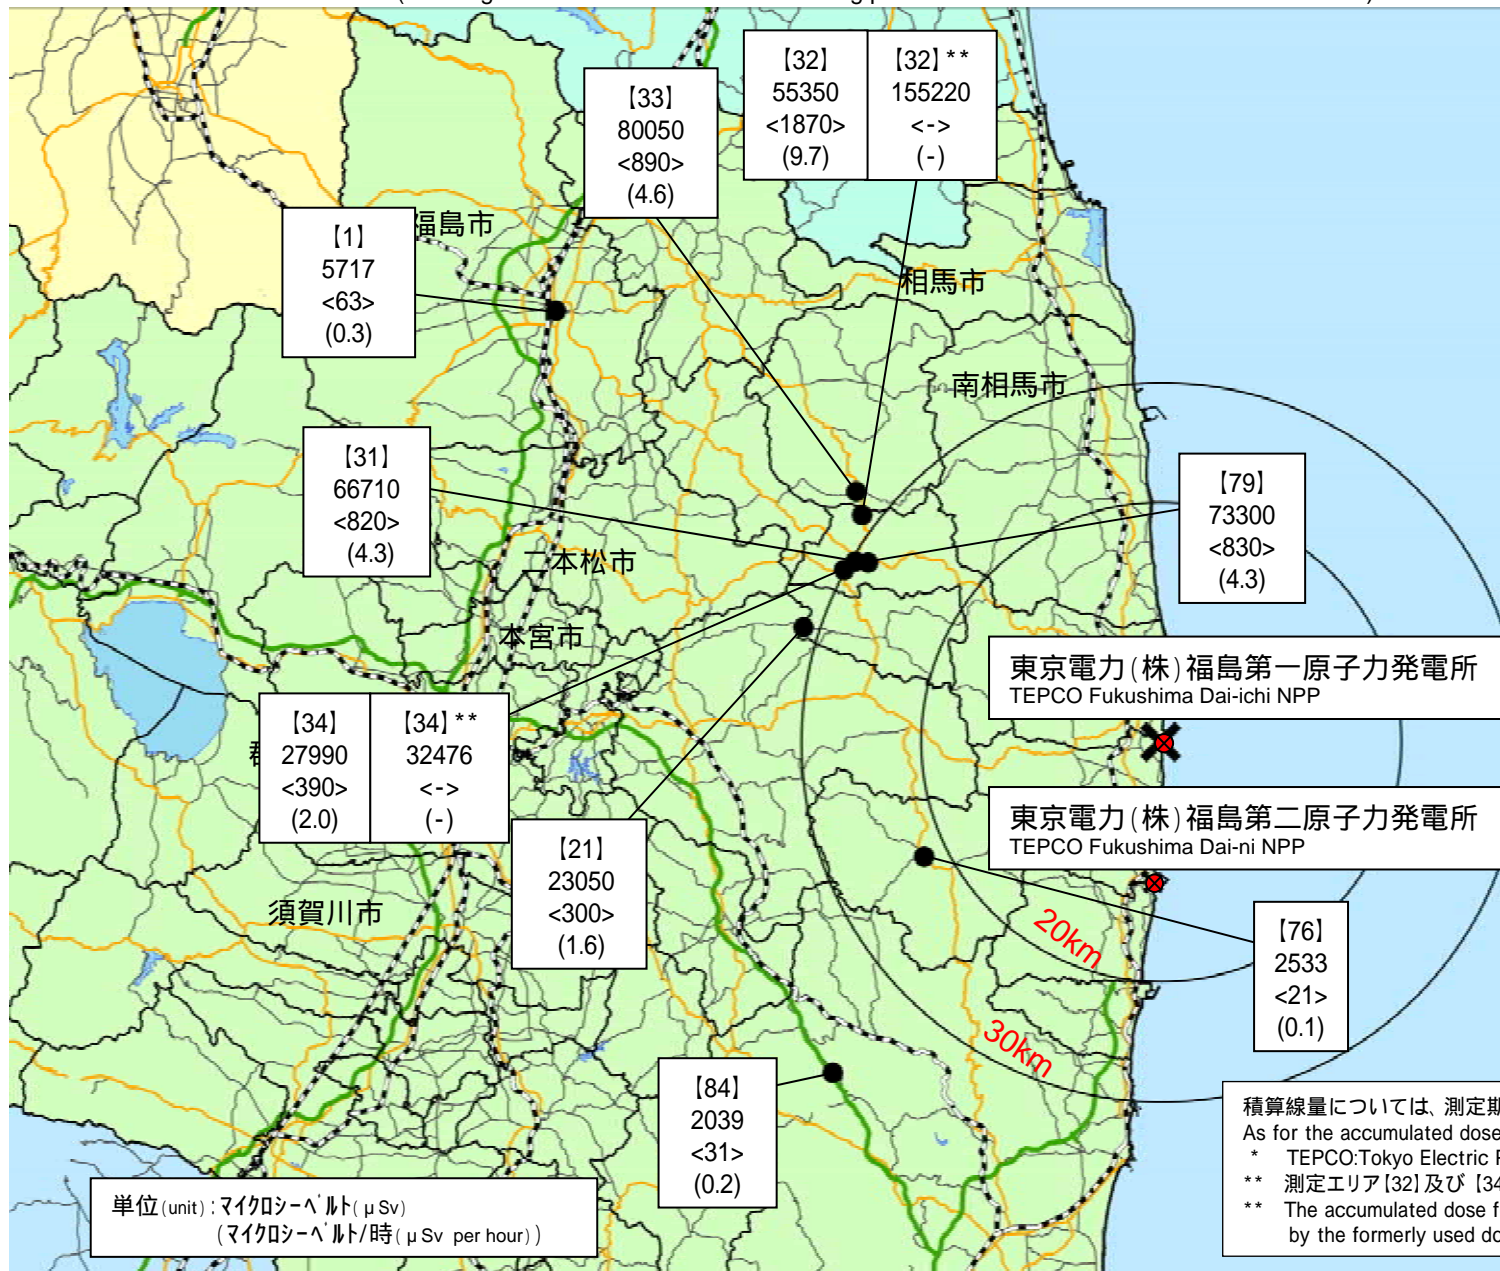 【33】
80050
<890>
(4.6)
【32】
55350
<1870>
(9.7)
【32】**
155220
<->
(-)
【1】
5717
<63>
(0.3)
福島市
相馬市
南相馬市
【31】
66710
<820>
(4.3)
【79】
73300
<830>
(4.3)
二本松市
本宮市
東京電力(株)福島第一原子力発電所
TEPCO Fukushima Dai-ichi NPP
【34】
27990
<390>
(2.0)
【34】**
32476
<->
(-)
東京電力(株)福島第二原子力発電所
TEPCO Fukushima Dai-ni NPP
【21】
23050
<300>
(1.6)
須賀川市
20km
【76】
2533
<21>
(0.1)
30km
【84】
2039
<31>
(0.2)
単位(unit):マイクロシーベルト(μSv)
(マイクロシーベルト/時(μSv per hour))
積算線量については、測定期
As for the accumulated dose
* TEPCO:Tokyo Electric
** 測定エリア【32】及び【34
** The accumulated dose
by the formerly used